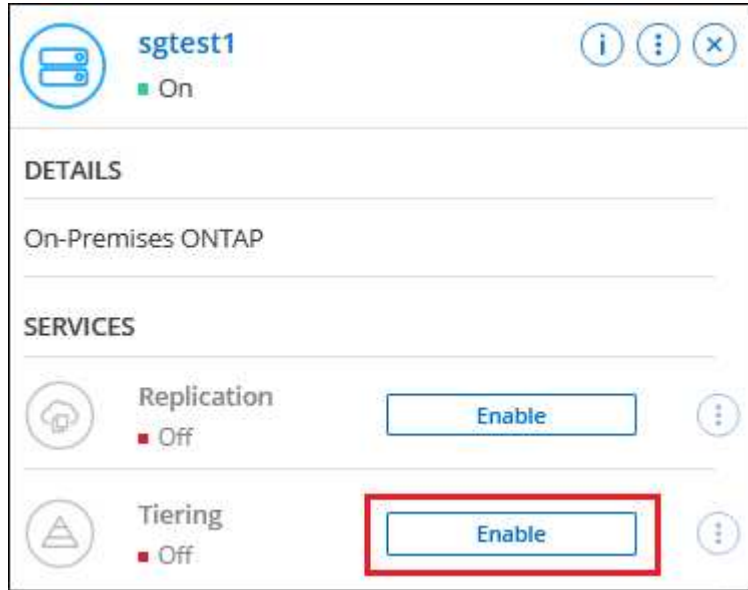 sgtest1
On
DETAILS
On-Premises ONTAP
SERVICES
Replication
Off
Enable
Tiering
Off
Enable